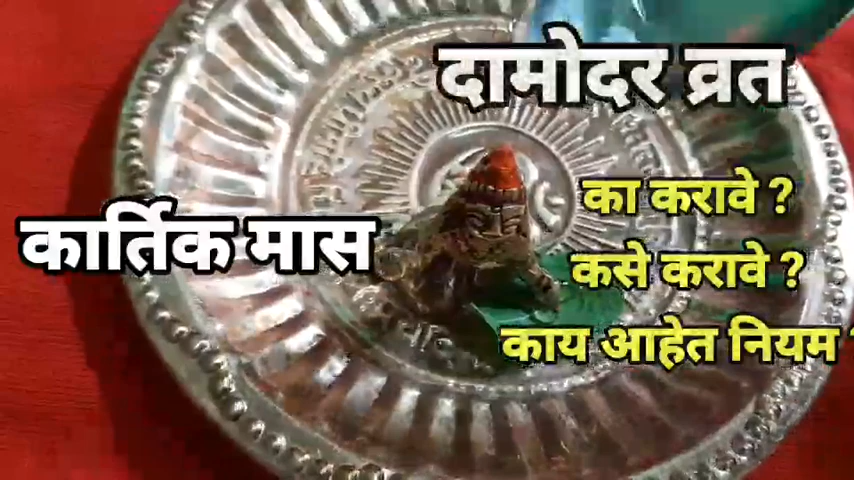 दामोदर व्रत
का करावे ?
कार्तिक मास
कसे करावे ?
काय आहेत नियम ?